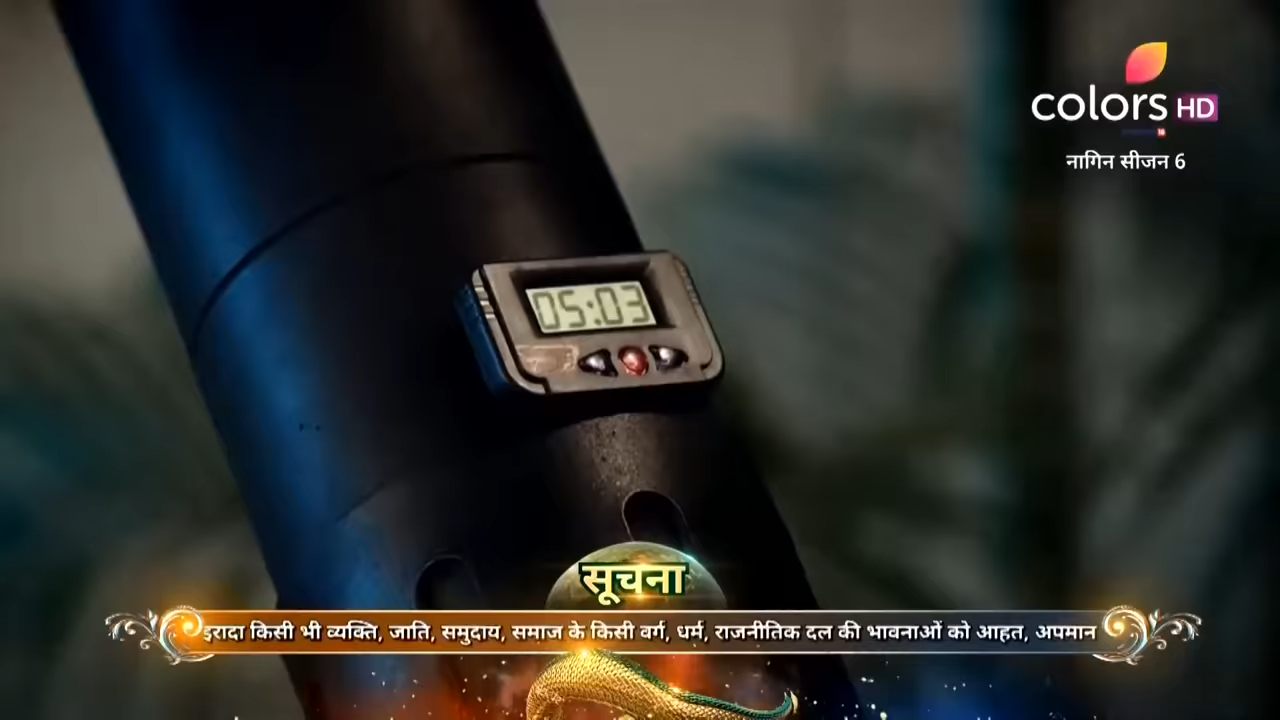 colors HD
नागिन सीजन 6
05:03
सूचना
इरादा किसी भी व्यक्ति, जाति, समुदाय, समाज के किसी वर्ग, धर्म, राजनीतिक दल की भावनाओं को आहत, अपमान